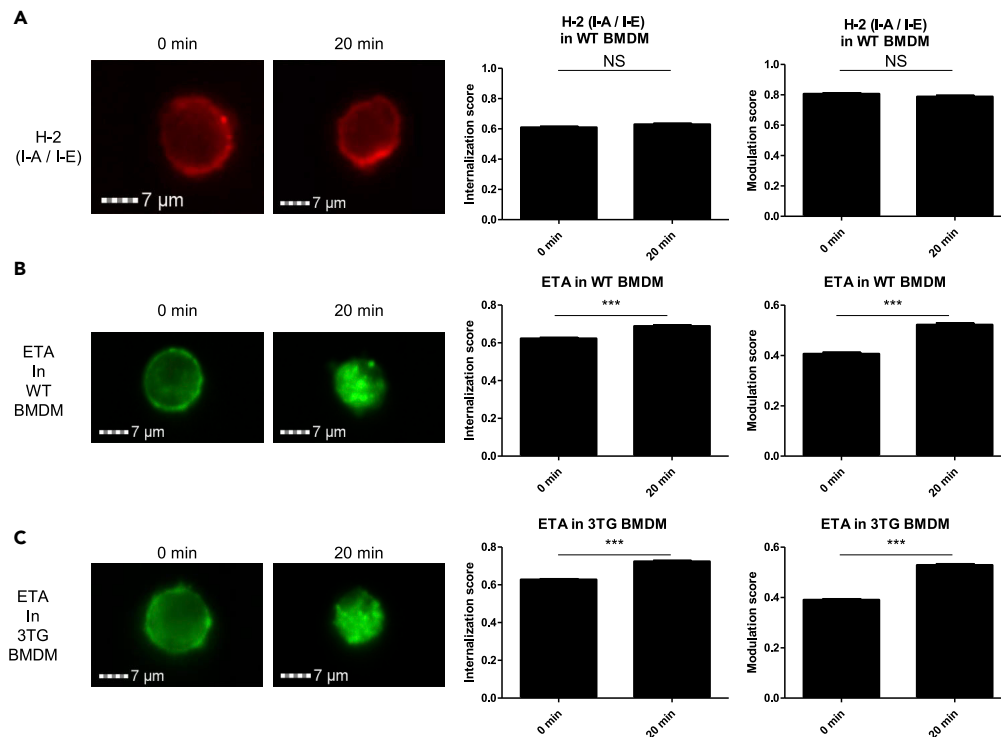 A
0 min
20 min
H-2
(I-A / I-E)
7 µm
7 µm
H-2 (I-A / I-E)
in WT BMDM
NS
Internalization score
1.0
0.8
0.6
0.4
0.2
0.0
0 min
20 min
H-2 (I-A / I-E)
in WT BMDM
NS
Modulation score
1.0
0.8
0.6
0.4
0.2
0.0
0 min
20 min
B
0 min
20 min
ETA
In
WT
BMDM
7 µm
7 µm
ETA in WT BMDM
***
Internalization score
0.8
0.6
0.4
0.2
0.0
0 min
20 min
ETA in WT BMDM
***
Modulation score
0.6
0.4
0.2
0.0
0 min
20 min
C
0 min
20 min
ETA
In
3TG
BMDM
7 µm
7 µm
ETA in 3TG BMDM
***
Internalization score
0.8
0.6
0.4
0.2
0.0
0 min
20 min
ETA in 3TG BMDM
***
Modulation score
0.6
0.4
0.2
0.0
0 min
20 min